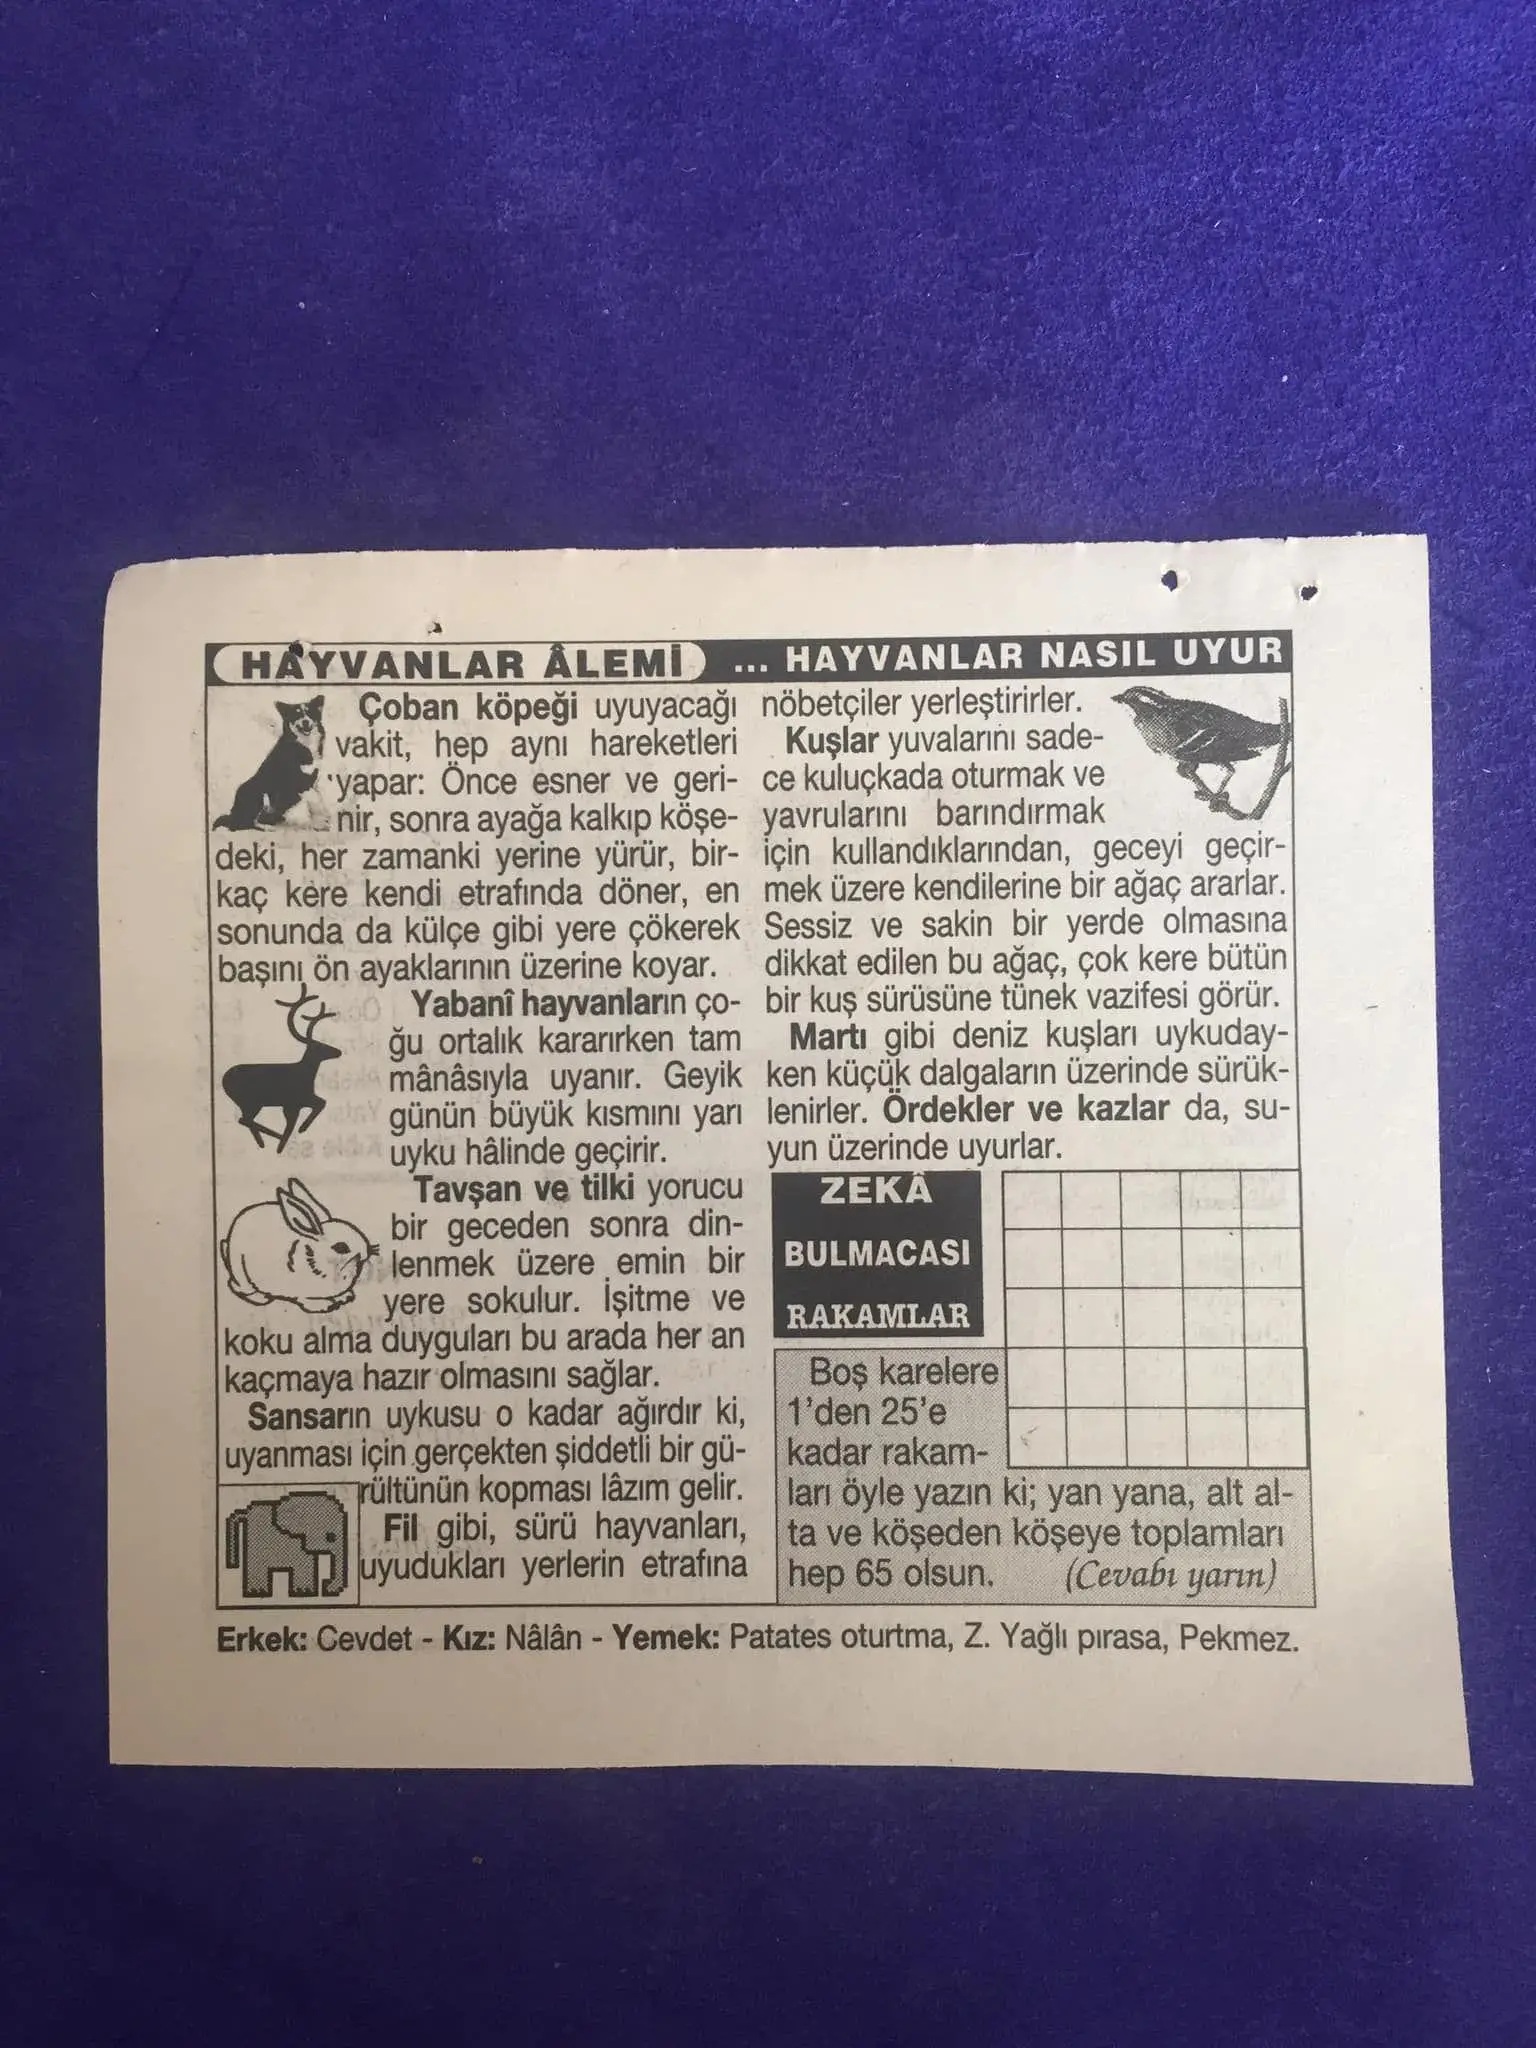 HAYVANLAR ÂLEMİ ... HAYVANLAR NASIL UYUR
Çoban köpeği uyuyacağı
vakit, hep aynı hareketleri
yapar: Önce esner ve geri-
nir, sonra ayağa kalkıp köşe-
deki, her zamanki yerine yürür, bir-
kaç kere kendi etrafında döner, en
sonunda da külçe gibi yere çökerek
başını ön ayaklarının üzerine koyar.
Yabanî hayvanların ço-
ğu ortalık kararırken tam
mânâsıyla uyanır. Geyik
günün büyük kısmını yarı
uyku hâlinde geçirir.
Tavşan ve tilki yorucu
bir geceden sonra din-
lenmek üzere emin bir
yere sokulur. İşitme ve
koku alma duyguları bu arada her an
kaçmaya hazır olmasını sağlar.
Sansarın uykusu o kadar ağırdır ki,
uyanması için gerçekten şiddetli bir gü-
rültünün kopması lâzım gelir.
Fil gibi, sürü hayvanları,
uyudukları yerlerin etrafına
nöbetçiler yerleştirirler.
Kuşlar yuvalarını sade-
ce kuluçkada oturmak ve
yavrularını barındırmak
için kullandıklarından, geceyi geçir-
mek üzere kendilerine bir ağaç ararlar.
Sessiz ve sakin bir yerde olmasına
dikkat edilen bu ağaç, çok kere bütün
bir kuş sürüsüne tünek vazifesi görür.
Martı gibi deniz kuşları uykuday-
ken küçük dalgaların üzerinde sürük-
lenirler. Ördekler ve kazlar da, su-
yun üzerinde uyurlar.
ZEKÂ
BULMACASI
RAKAMLAR
Boş karelere
1'den 25'e
kadar rakam-
ları öyle yazın ki; yan yana, alt al-
ta ve köşeden köşeye toplamları
hep 65 olsun. (Cevabı yarın)
Erkek: Cevdet - Kız: Nâlân - Yemek: Patates oturtma, Z. Yağlı pırasa, Pekmez.